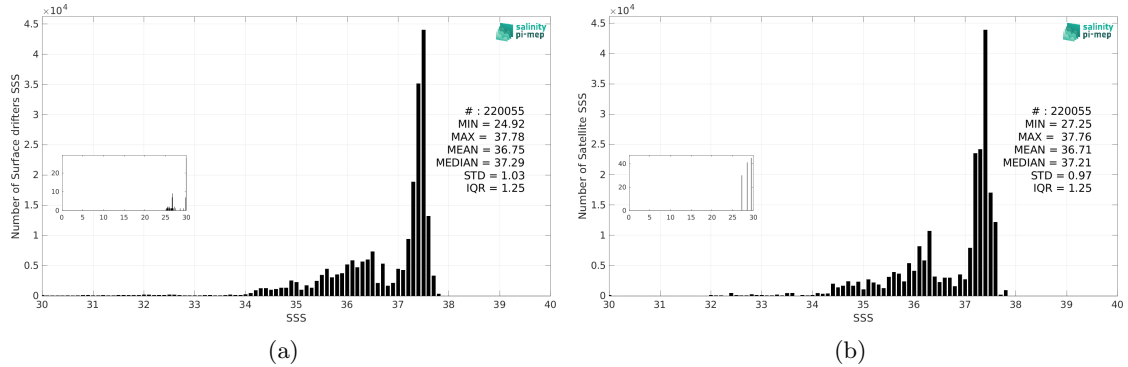 ×10⁴
4.5
4
3.5
3
2.5
2
1.5
1
0.5
0
Number of Surface drifters SSS
30 31 32 33 34 35 36 37 38 39 40
SSS
salinity
pi-mep
# : 220055
MIN = 24.92
MAX = 37.78
MEAN = 36.75
MEDIAN = 37.29
STD = 1.03
IQR = 1.25
20
10
0
0 5 10 15 20 25 30
(a)
×10⁴
4.5
4
3.5
3
2.5
2
1.5
1
0.5
0
Number of Satellite SSS
30 31 32 33 34 35 36 37 38 39 40
SSS
salinity
pi-mep
# : 220055
MIN = 27.25
MAX = 37.76
MEAN = 36.71
MEDIAN = 37.21
STD = 0.97
IQR = 1.25
40
20
0
0 5 10 15 20 25 30
(b)